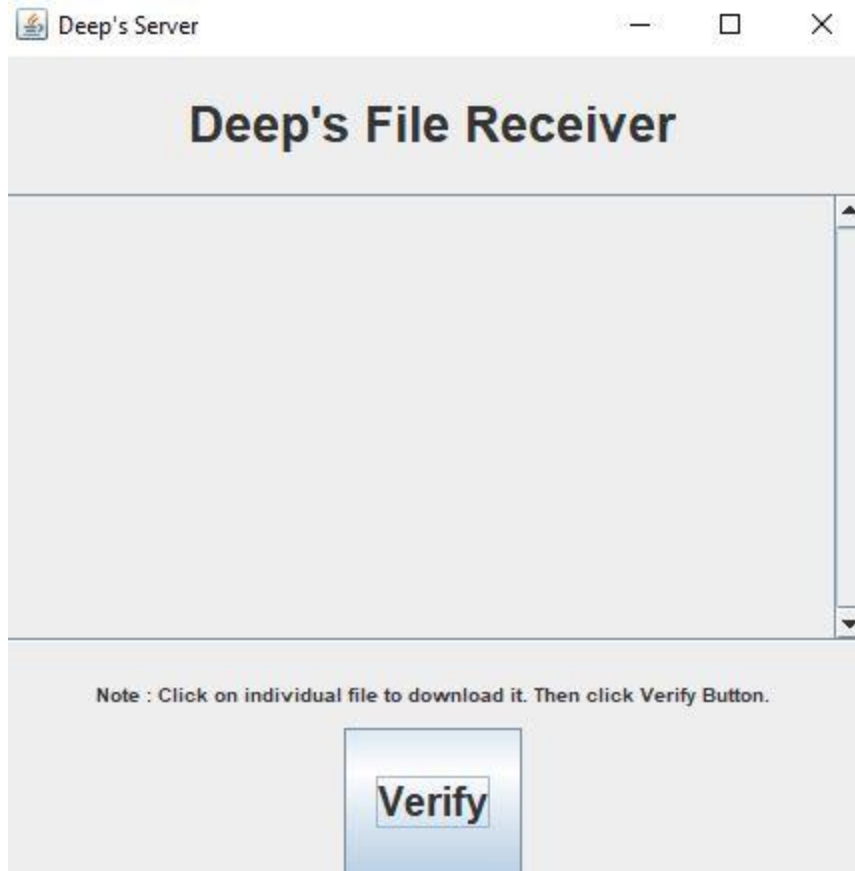 Deep's Server
Deep's File Receiver
Note : Click on individual file to download it. Then click Verify Button.
Verify